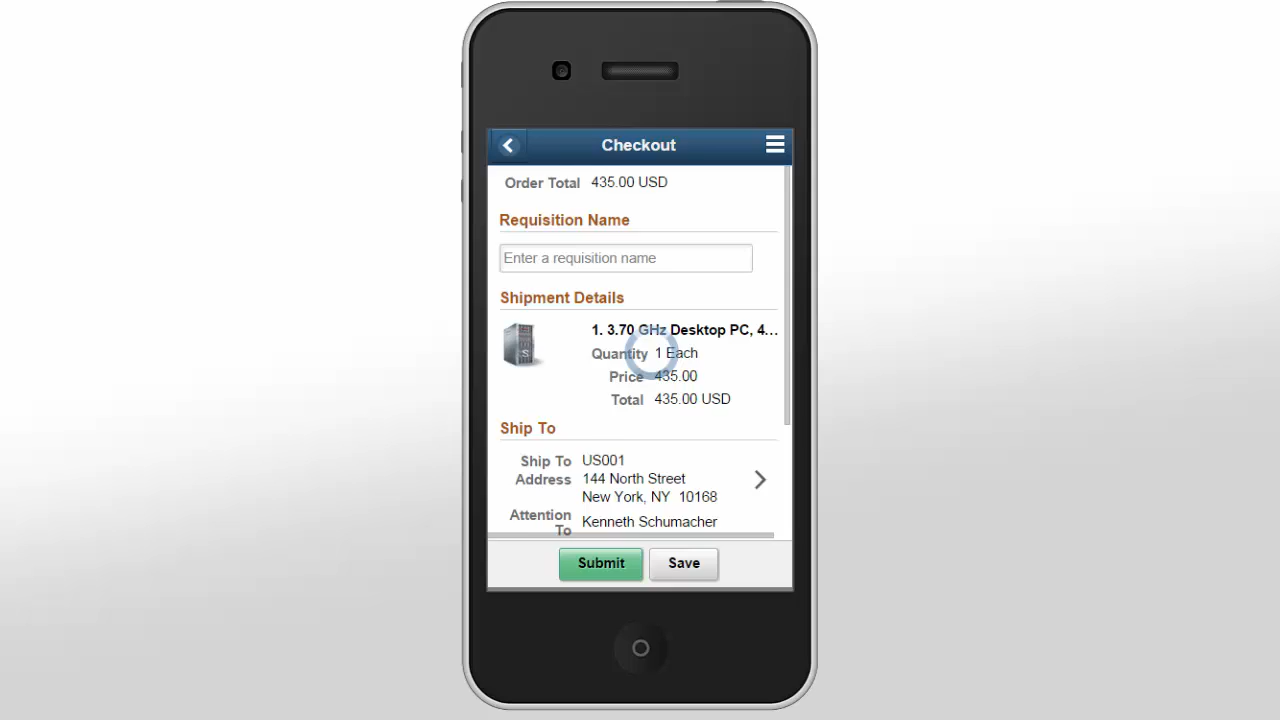 Checkout
Order Total 435.00 USD
Requisition Name
Enter a requisition name
Shipment Details
1. 3.70 GHz Desktop PC, 4...
Quantity 1 Each
Price 435.00
Total 435.00 USD
Ship To
Ship To US001
Address 144 North Street
New York, NY 10168
Attention To Kenneth Schumacher
Submit Save